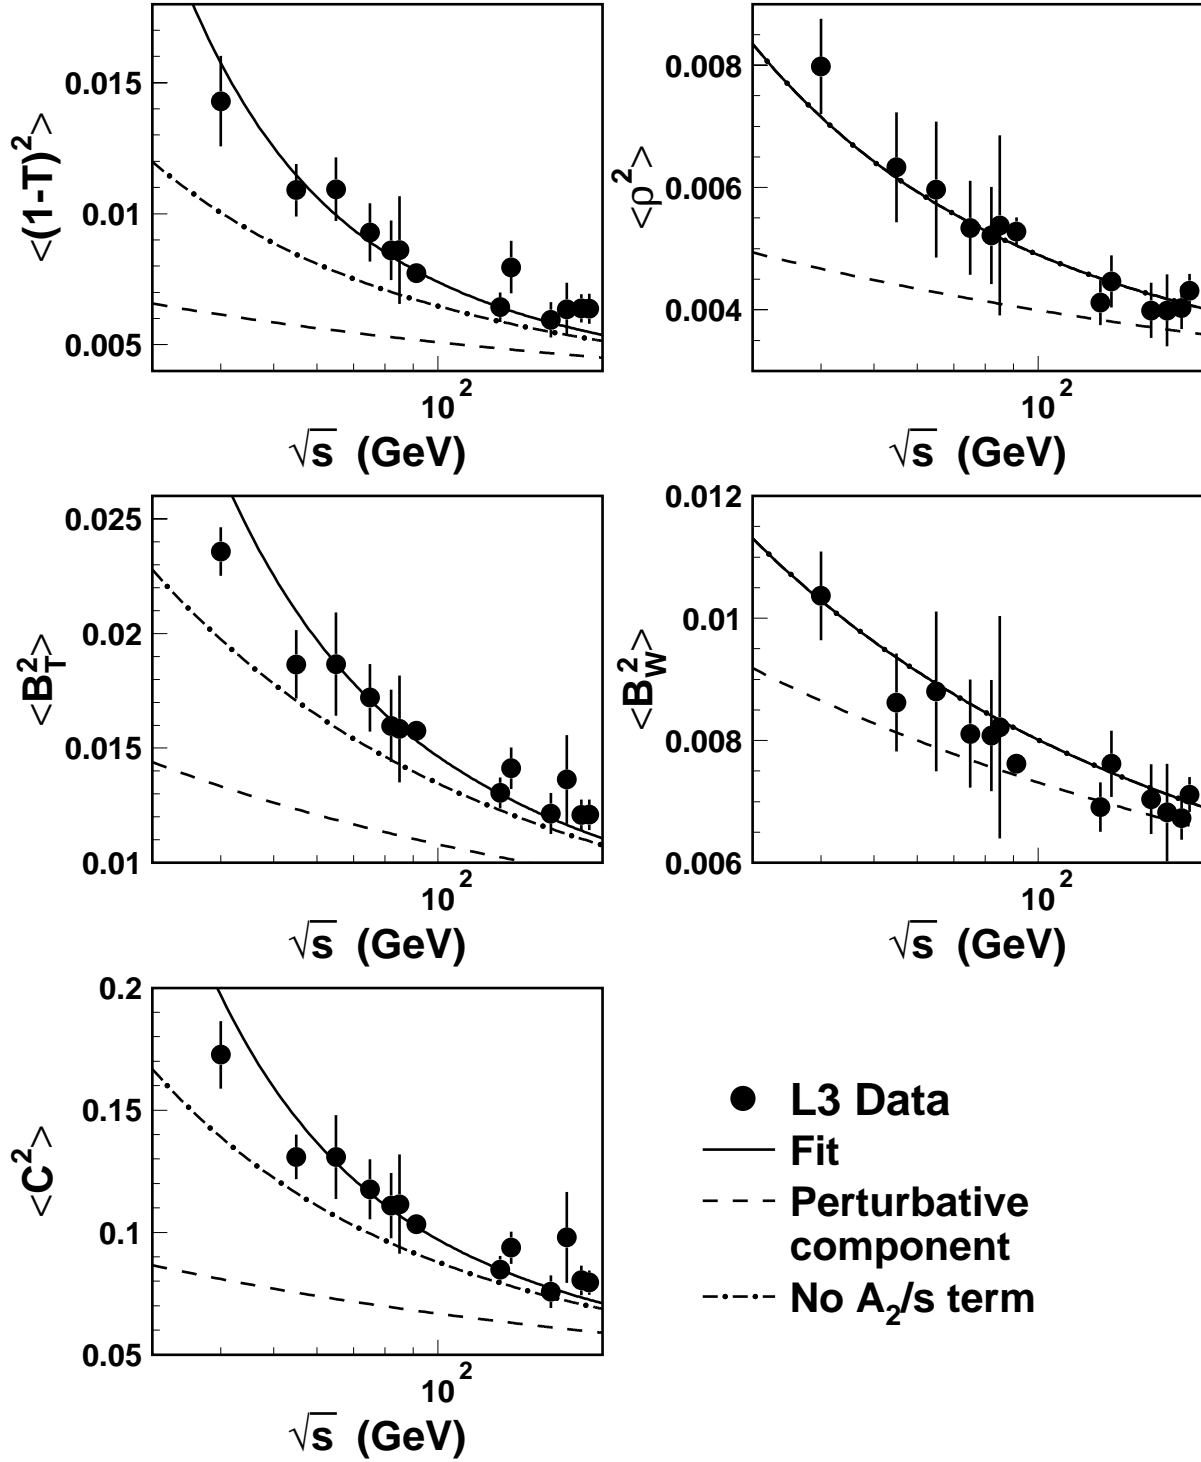 <(1-T)²>
0.015
0.01
0.005
10²
√s (GeV)
<ρ²>
0.008
0.006
0.004
10²
√s (GeV)
<B_T²>
0.025
0.02
0.015
0.01
10²
√s (GeV)
<B_W²>
0.012
0.01
0.008
0.006
10²
√s (GeV)
<C²>
0.2
0.15
0.1
0.05
10²
√s (GeV)
L3 Data
Fit
Perturbative
component
No A₂/s term